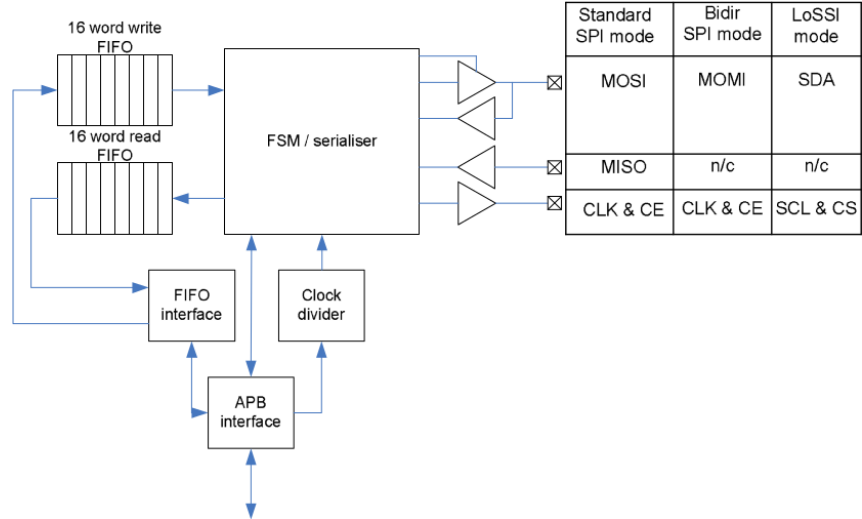 16 word write
FIFO
16 word read
FIFO
FSM / serialiser
FIFO
interface
Clock
divider
APB
interface
Standard
SPI mode
Bidir
SPI mode
LoSSI
mode
MOSI
MOMI
SDA
MISO
n/c
n/c
CLK & CE
CLK & CE
SCL & CS